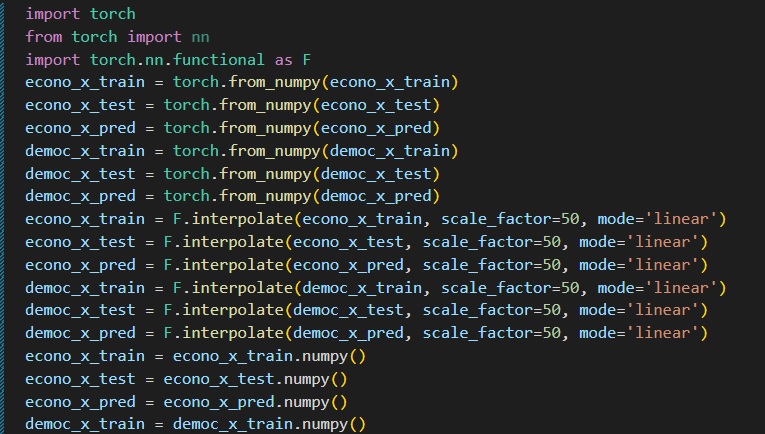 import torch
from torch import nn
import torch.nn.functional as F
econo_x_train = torch.from_numpy(econo_x_train)
econo_x_test = torch.from_numpy(econo_x_test)
econo_x_pred = torch.from_numpy(econo_x_pred)
democ_x_train = torch.from_numpy(democ_x_train)
democ_x_test = torch.from_numpy(democ_x_test)
democ_x_pred = torch.from_numpy(democ_x_pred)
econo_x_train = F.interpolate(econo_x_train, scale_factor=50, mode='linear')
econo_x_test = F.interpolate(econo_x_test, scale_factor=50, mode='linear')
econo_x_pred = F.interpolate(econo_x_pred, scale_factor=50, mode='linear')
democ_x_train = F.interpolate(democ_x_train, scale_factor=50, mode='linear')
democ_x_test = F.interpolate(democ_x_test, scale_factor=50, mode='linear')
democ_x_pred = F.interpolate(democ_x_pred, scale_factor=50, mode='linear')
econo_x_train = econo_x_train.numpy()
econo_x_test = econo_x_test.numpy()
econo_x_pred = econo_x_pred.numpy()
democ_x_train = democ_x_train.numpy()